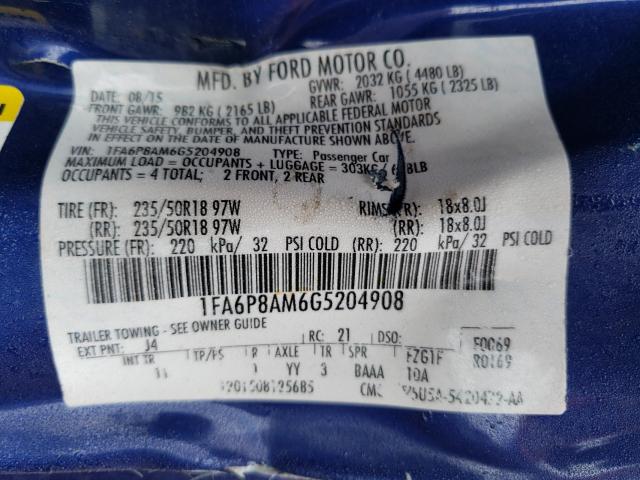 MFD. BY FORD MOTOR CO.
DATE: 08/15 GVWR: 2032 KG ( 4480 LB)
FRONT GAWR: 982 KG ( 2165 LB) REAR GAWR: 1055 KG ( 2325 LB)
THIS VEHICLE CONFORMS TO ALL APPLICABLE FEDERAL MOTOR
VEHICLE SAFETY, BUMPER, AND THEFT PREVENTION STANDARDS
IN EFFECT ON THE DATE OF MANUFACTURE SHOWN ABOVE.
VIN: 1FA6P8AM6G5204908 TYPE: Passenger Car
MAXIMUM LOAD = OCCUPANTS + LUGGAGE = LB
OCCUPANTS = 4 TOTAL; 2 FRONT, 2 REAR
TIRE (FR): 235/50R18 97W RIMS (FR): 18x8.0J
(RR): 235/50R18 97W (RR): 18x8.0J
PRESSURE (FR): 220 kPa/ 32 PSI COLD (RR): 220 kPa/ 32 PSI COLD
1FA6P8AM6G5204908
TRAILER TOWING - SEE OWNER GUIDE
EXT PNT: J4 RC: 21 DSO: F0069
R0169
INT TR TP/PS R AXLE TR SPR
YY 3 BAAA 10A